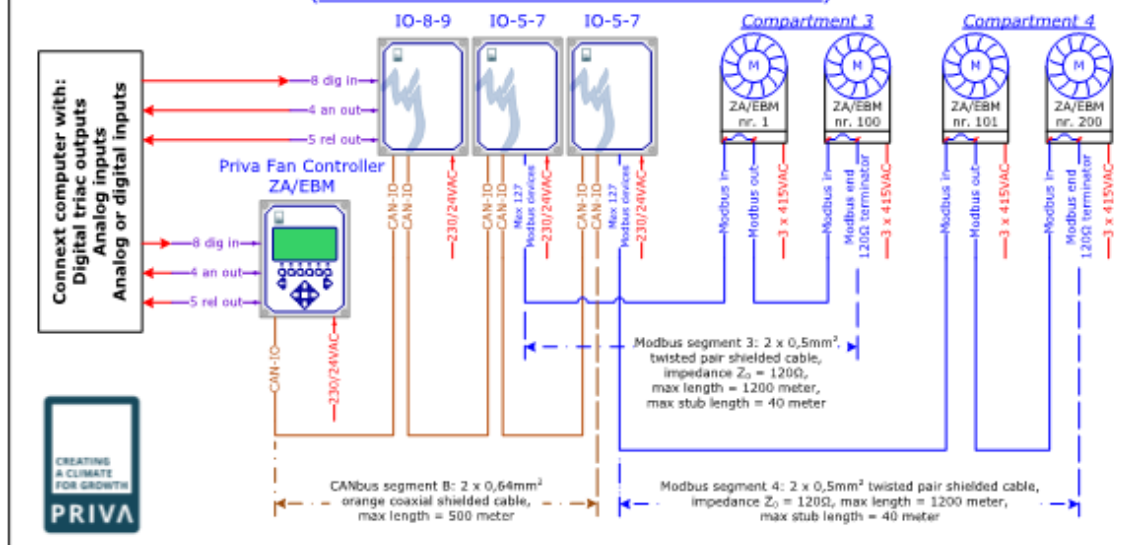 IO-8-9
IO-5-7
IO-5-7
Compartment 3
Compartment 4
Connext computer with:
Digital triac outputs
Analog inputs
Analog or digital inputs
8 dig in
4 an out
5 rel out
M
M
M
M
ZA/EBM
nr. 1
ZA/EBM
nr. 100
ZA/EBM
nr. 101
ZA/EBM
nr. 200
Priva Fan Controller
ZA/EBM
8 dig in
4 an out
5 rel out
CAN-IO
CAN-IO
230/24VAC
CAN-IO
CAN-IO
Max 127
Modbus devices
230/24VAC
CAN-IO
CAN-IO
Max 127
Modbus devices
230/24VAC
Modbus in
Modbus out
3 x 415VAC
Modbus in
Modbus end
120Ω terminator
3 x 415VAC
Modbus in
Modbus out
3 x 415VAC
Modbus in
Modbus end
120Ω terminator
3 x 415VAC
CAN-IO
230/24VAC
Modbus segment 3: 2 x 0,5mm²,
twisted pair shielded cable,
impedance Z₀ = 120Ω,
max length = 1200 meter,
max stub length = 40 meter
CREATING
A CLIMATE
FOR GROWTH
PRIVA
CANbus segment B: 2 x 0,64mm²
orange coaxial shielded cable,
max length = 500 meter
Modbus segment 4: 2 x 0,5mm² twisted pair shielded cable,
impedance Z₀ = 120Ω, max length = 1200 meter,
max stub length = 40 meter